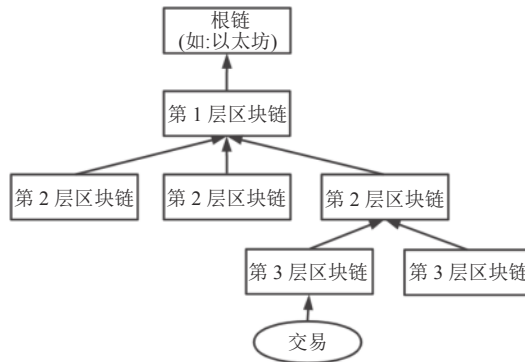 根链
(如:以太坊)
第 1 层区块链
第 2 层区块链
第 2 层区块链
第 2 层区块链
第 3 层区块链
第 3 层区块链
交易